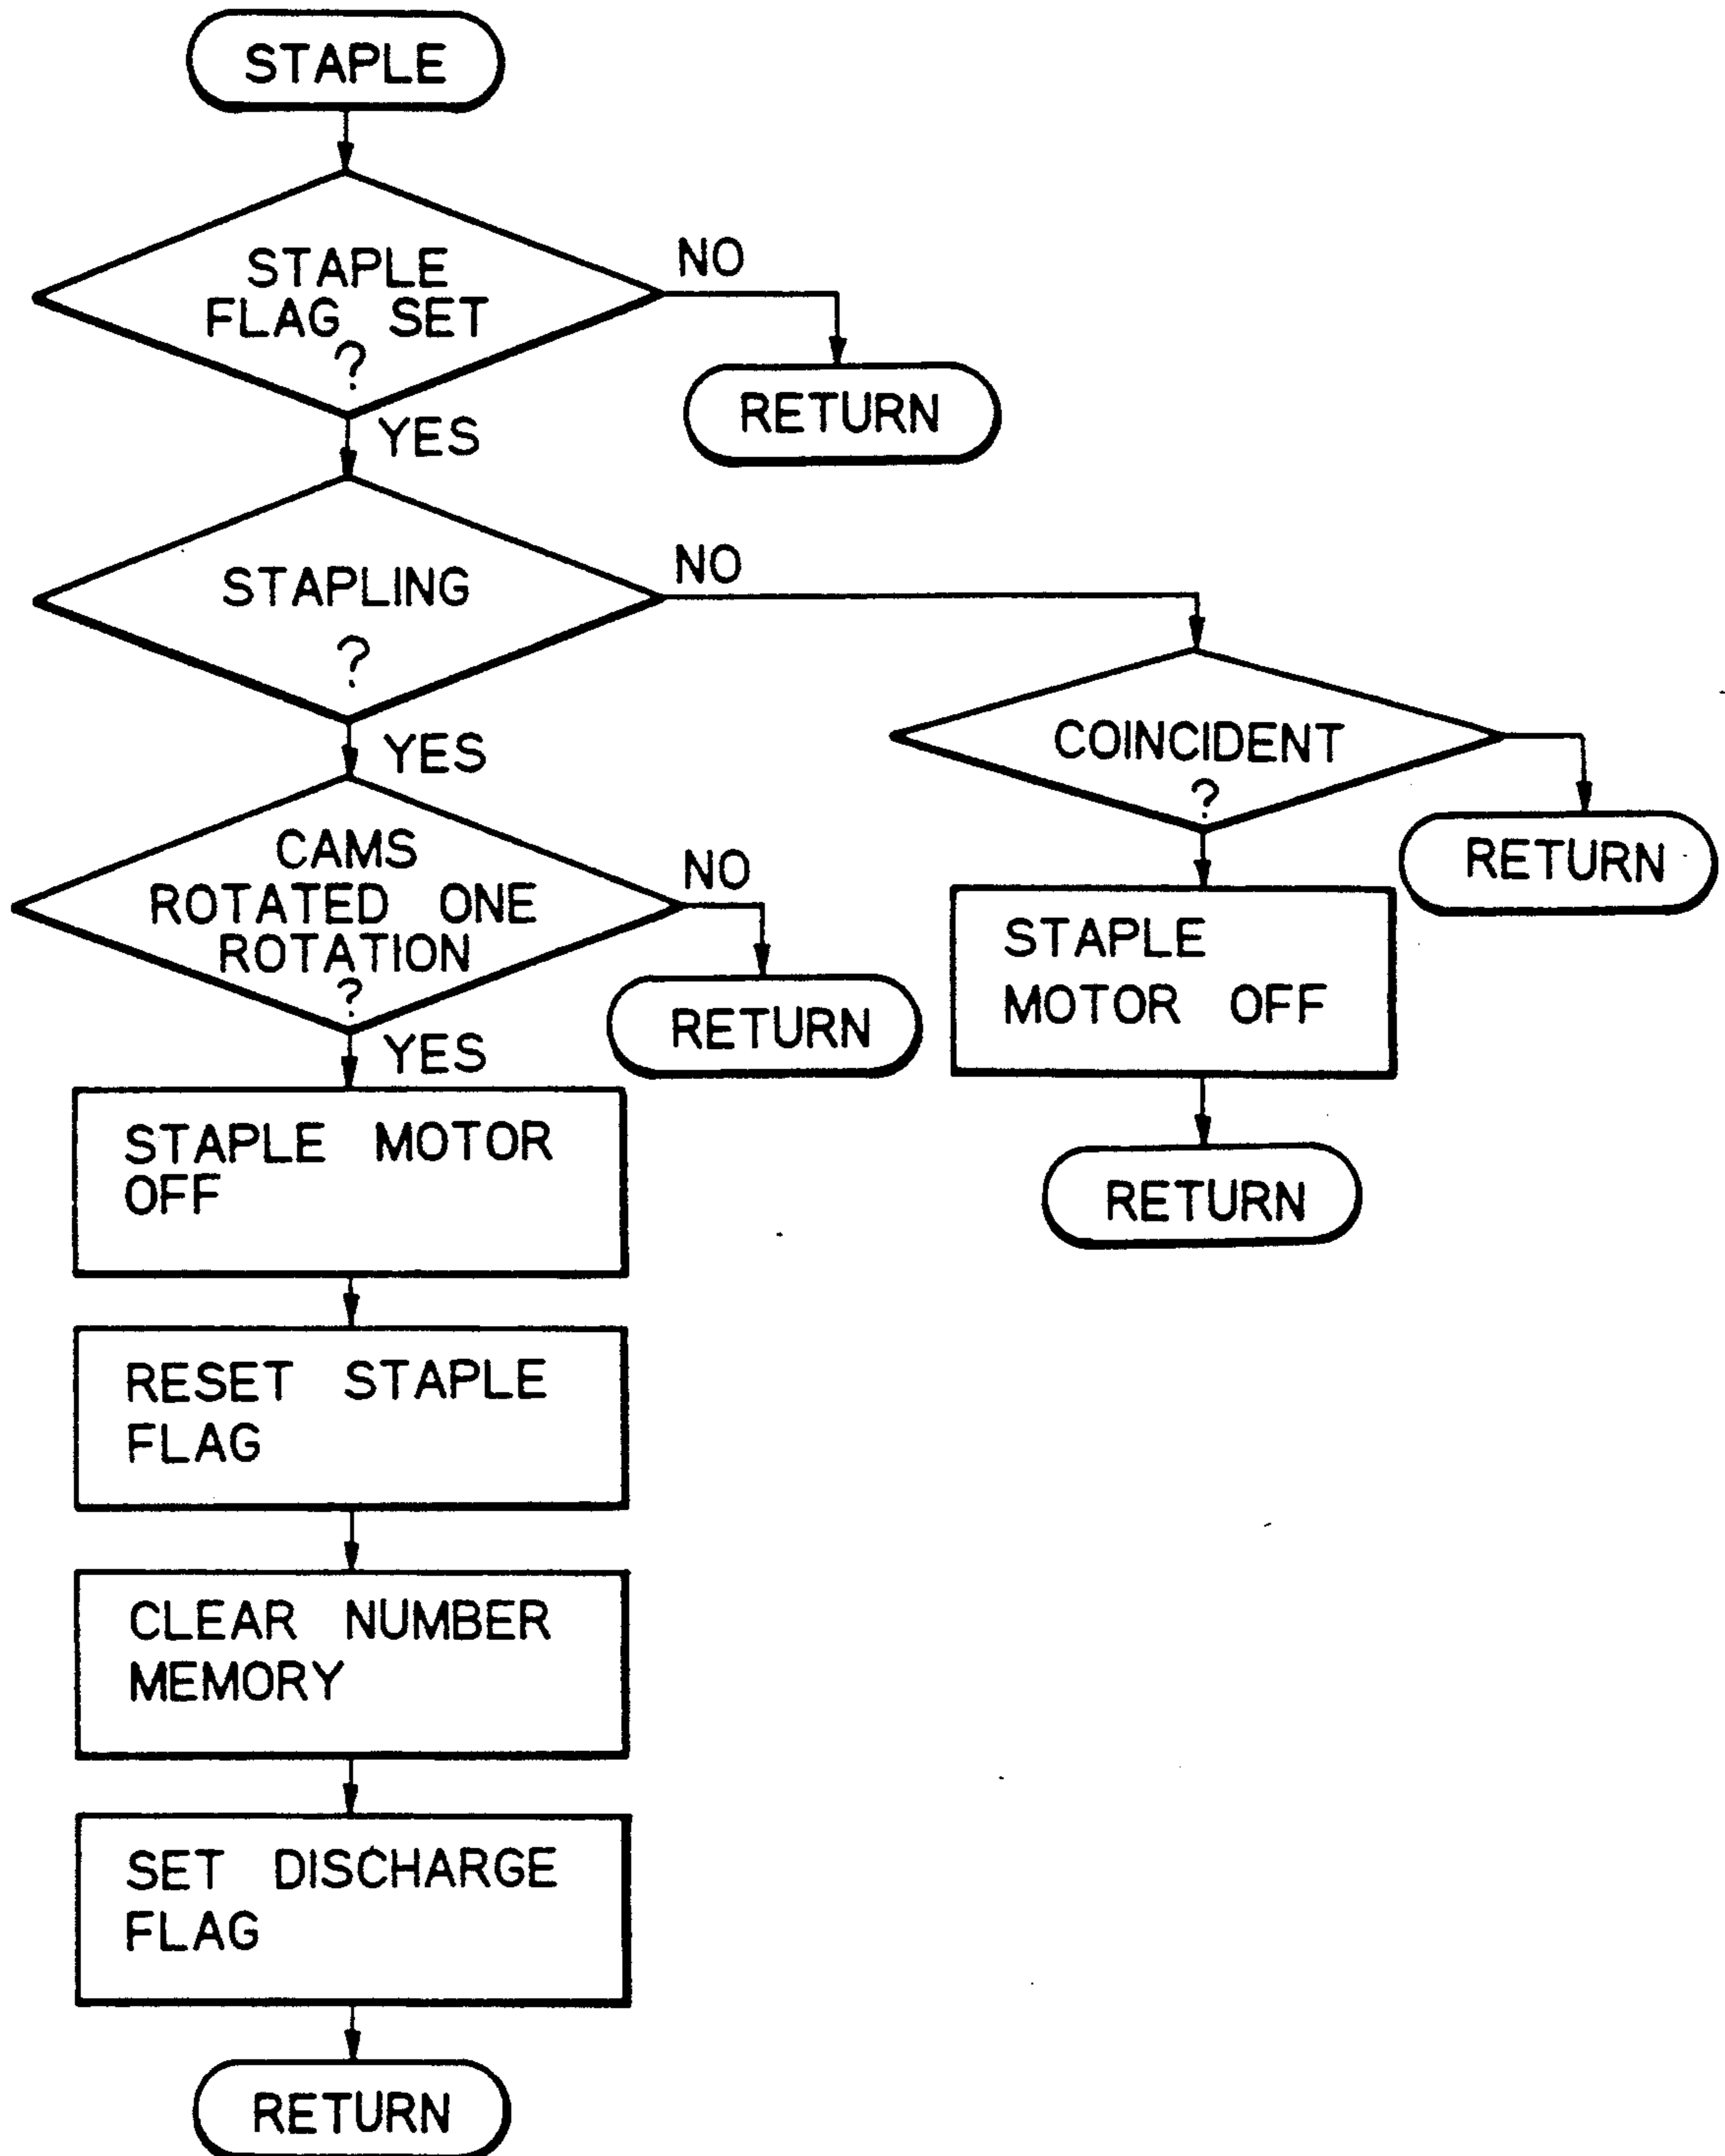 STAPLE
STAPLE
FLAG SET
?
NO
RETURN
YES
STAPLING
?
NO
YES
COINCIDENT
?
RETURN
CAMS
ROTATED ONE
ROTATION
?
NO
RETURN
YES
STAPLE
MOTOR OFF
RETURN
STAPLE MOTOR
OFF
RESET STAPLE
FLAG
CLEAR NUMBER
MEMORY
SET DISCHARGE
FLAG
RETURN